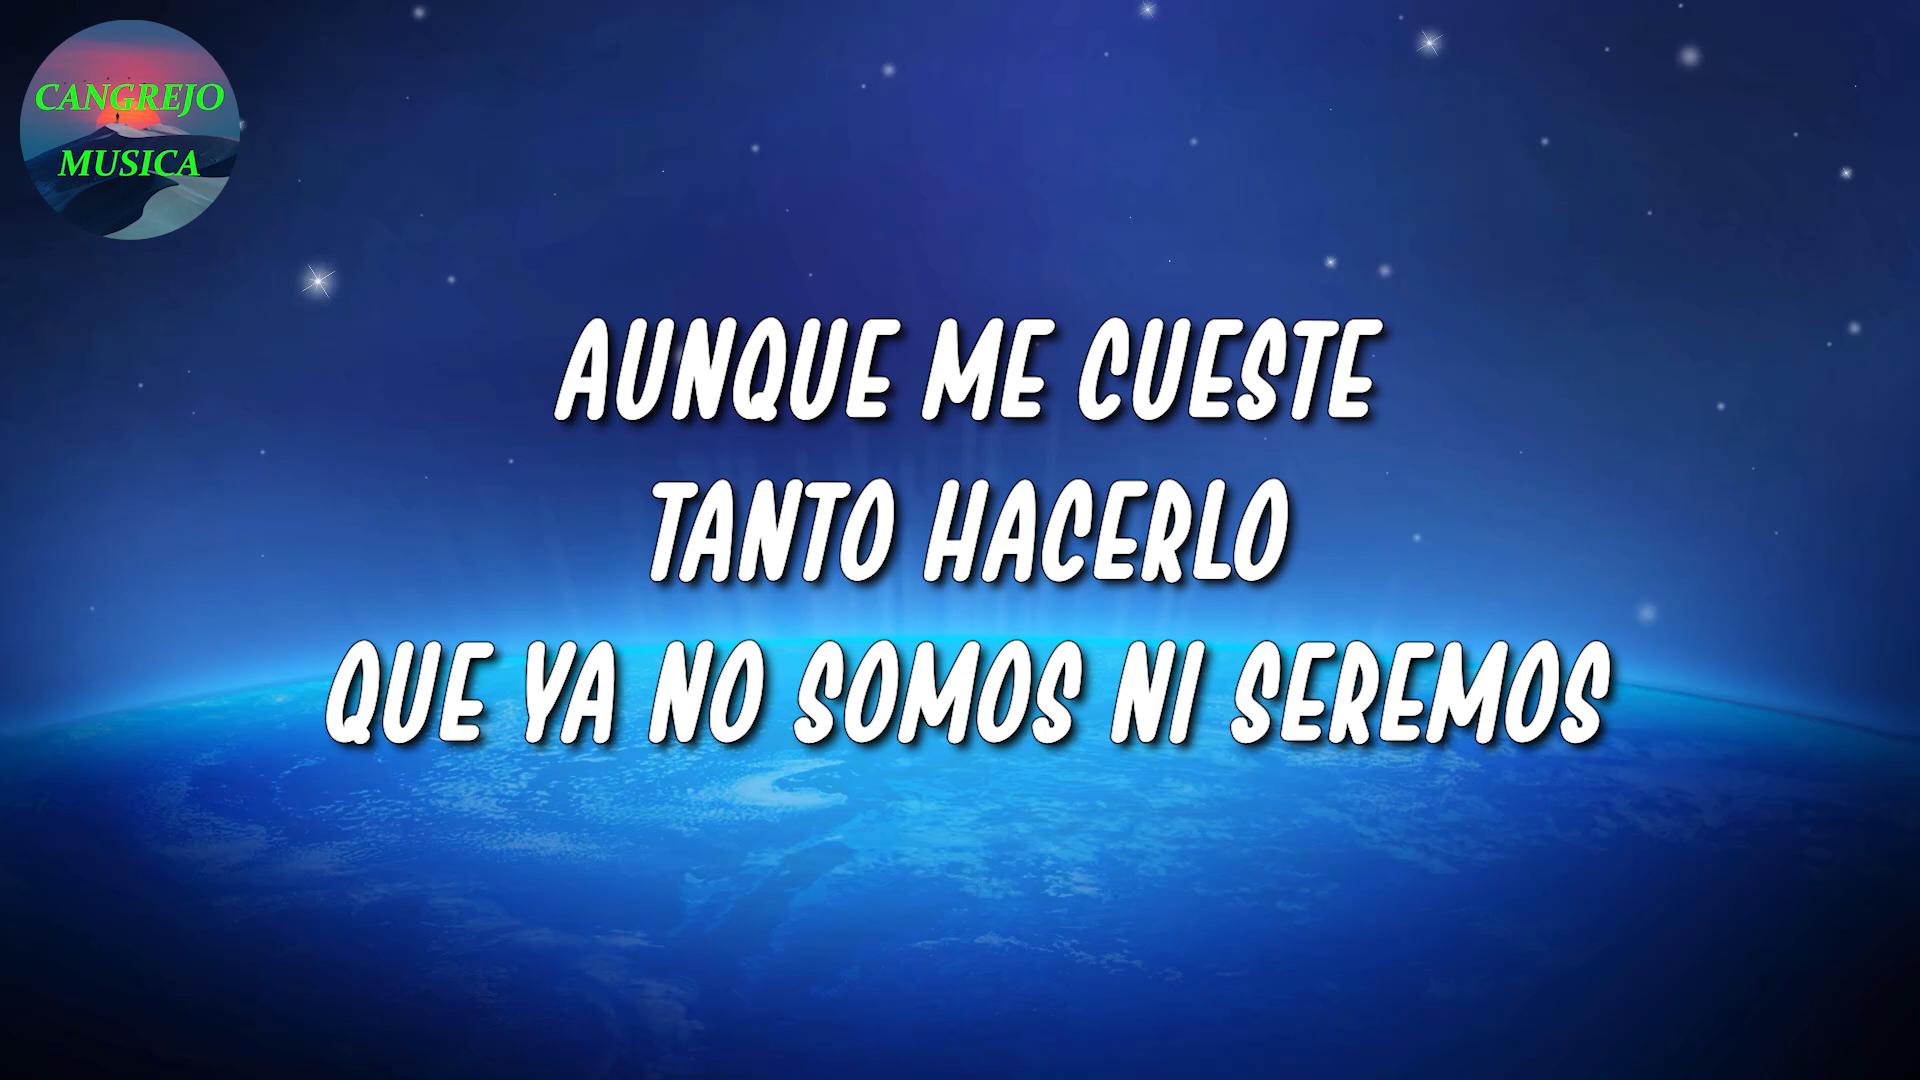 CANGREJO
MUSICA
AUNQUE ME CUESTE
TANTO HACERLO
QUE YA NO SOMOS NI SEREMOS